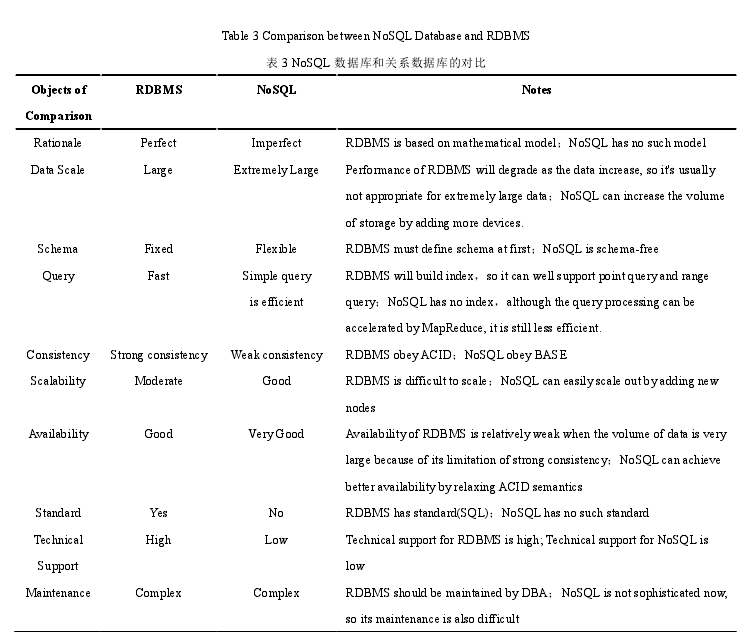 Table 3 Comparison between NoSQL Database and RDBMS
表 3 NoSQL 数据库和关系数据库的对比
Objects of Comparison RDBMS NoSQL Notes
Rationale Perfect Imperfect RDBMS is based on mathematical model；NoSQL has no such model
Data Scale Large Extremely Large Performance of RDBMS will degrade as the data increase, so it's usually
not appropriate for extremely large data；NoSQL can increase the volume
of storage by adding more devices.
Schema Fixed Flexible RDBMS must define schema at first；NoSQL is schema-free
Query Fast Simple query RDBMS will build index，so it can well support point query and range
is efficient query；NoSQL has no index，although the query processing can be
accelerated by MapReduce, it is still less efficient.
Consistency Strong consistency Weak consistency RDBMS obey ACID；NoSQL obey BASE
Scalability Moderate Good RDBMS is difficult to scale；NoSQL can easily scale out by adding new
nodes
Availability Good Very Good Availability of RDBMS is relatively weak when the volume of data is very
large because of its limitation of strong consistency；NoSQL can achieve
better availability by relaxing ACID semantics
Standard Yes No RDBMS has standard(SQL)；NoSQL has no such standard
Technical High Low Technical support for RDBMS is high; Technical support for NoSQL is
Support low
Maintenance Complex Complex RDBMS should be maintained by DBA；NoSQL is not sophisticated now,
so its maintenance is also difficult